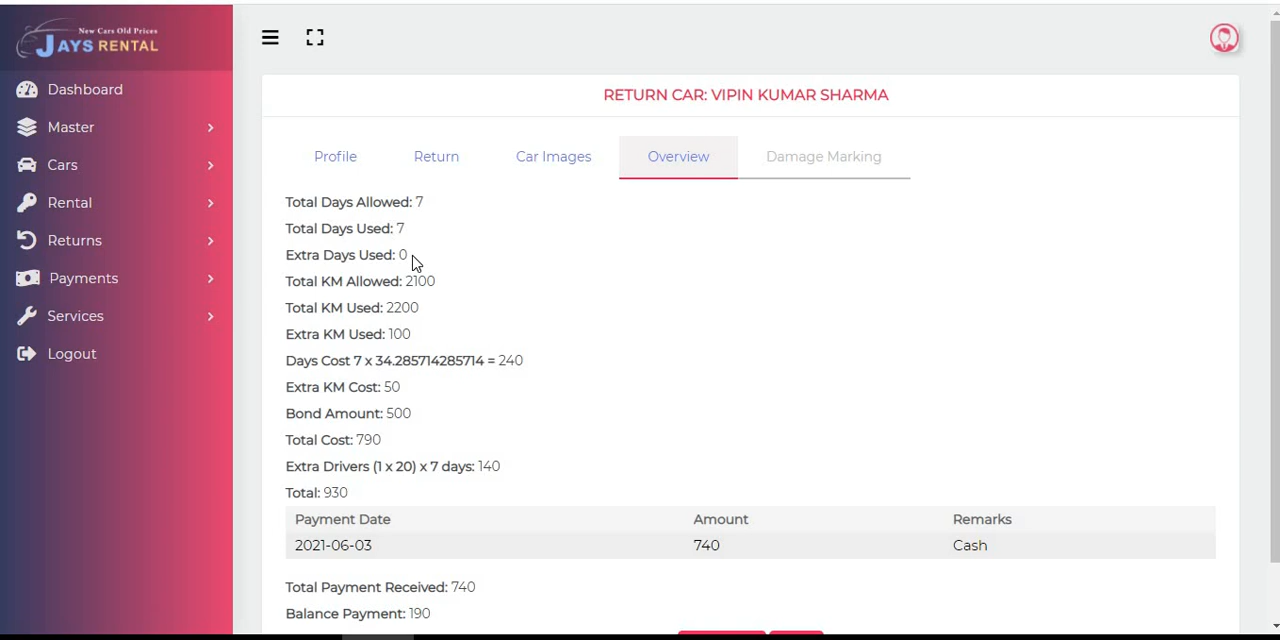 New Cars Old Prices
JAYS RENTAL
Dashboard
Master
Cars
Rental
Returns
Payments
Services
Logout
RETURN CAR: VIPIN KUMAR SHARMA
Profile Return Car Images Overview Damage Marking
Total Days Allowed: 7
Total Days Used: 7
Extra Days Used: 0
Total KM Allowed: 2100
Total KM Used: 2200
Extra KM Used: 100
Days Cost 7 x 34.285714285714 = 240
Extra KM Cost: 50
Bond Amount: 500
Total Cost: 790
Extra Drivers (1 x 20) x 7 days: 140
Total: 930
Payment Date Amount Remarks
2021-06-03 740 Cash
Total Payment Received: 740
Balance Payment: 190